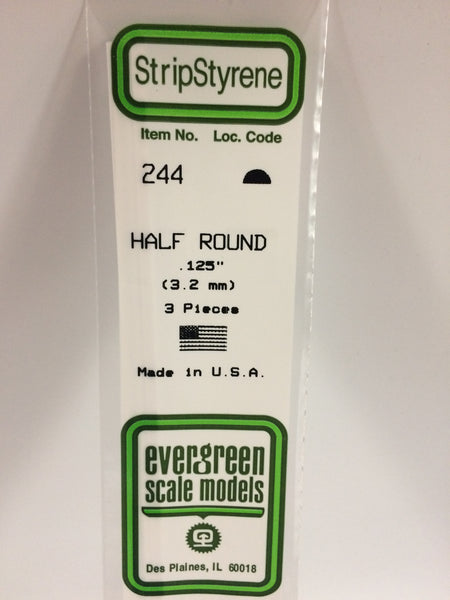 StripStyrene
Item No. Loc. Code
244
HALF ROUND
.125"
(3.2 mm)
3 Pieces
Made in U.S.A.
evergreen
scale models
Des Plaines, IL 60018